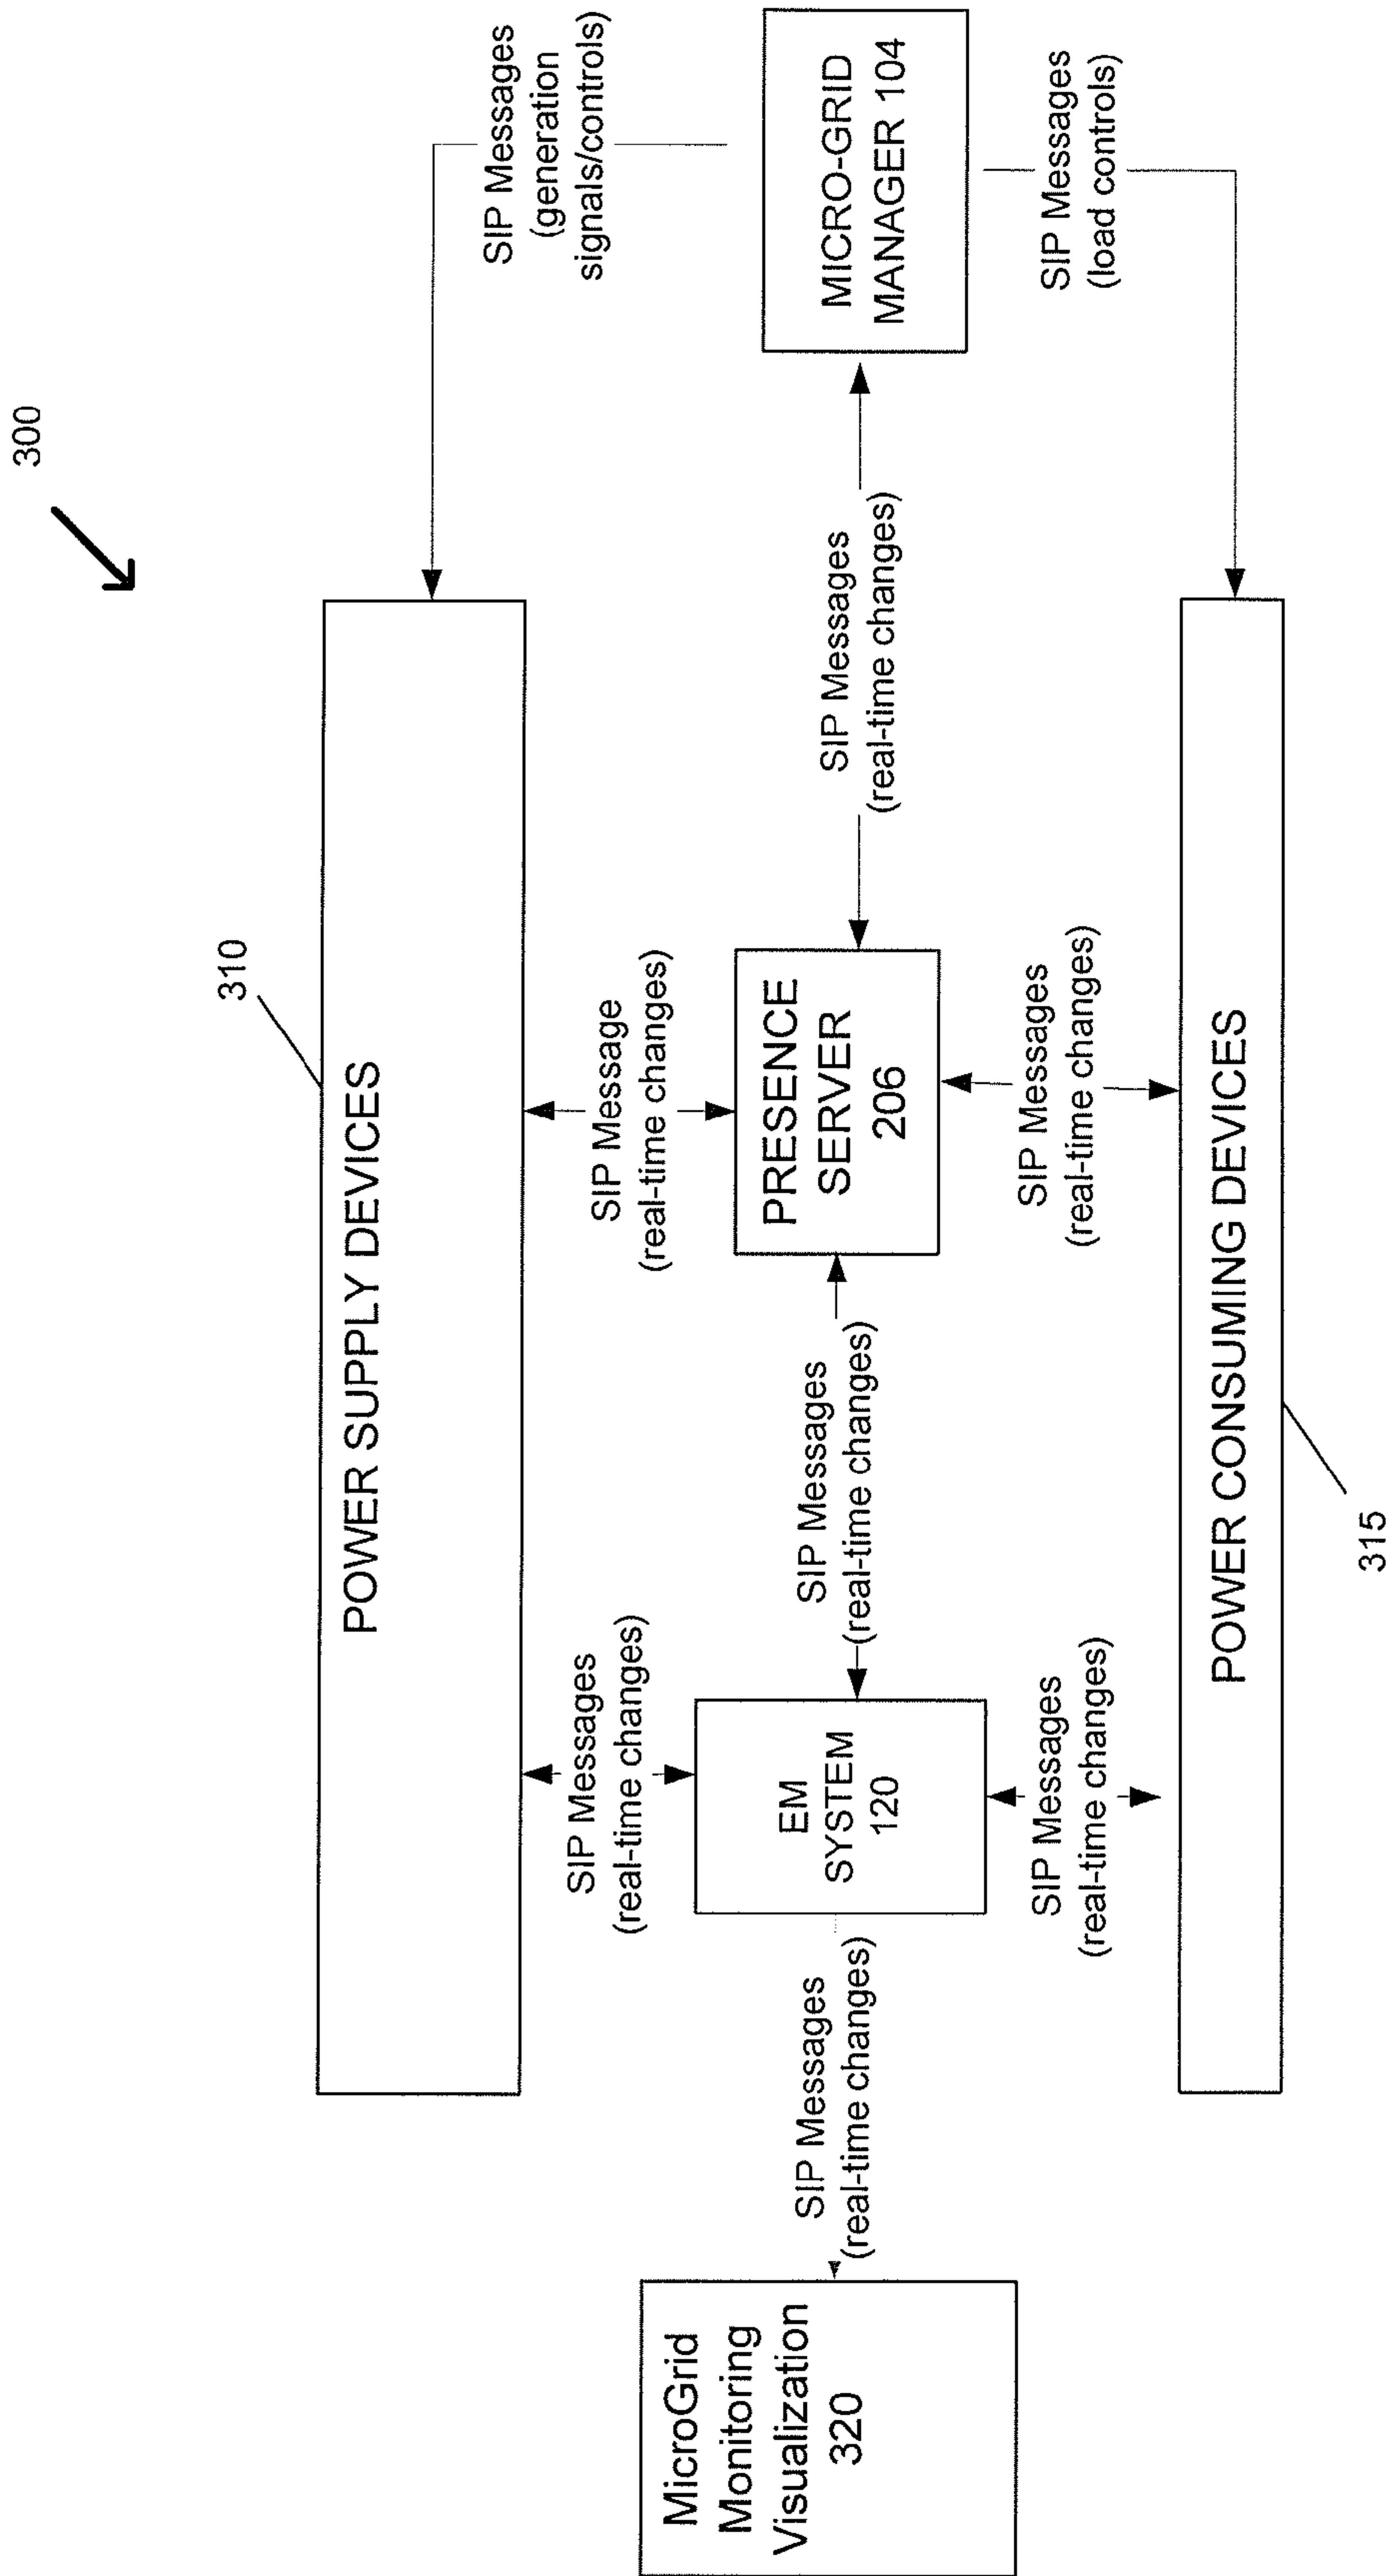 300
310
POWER SUPPLY DEVICES
SIP Messages
(generation
signals/controls)
SIP Messages
(real-time changes)
SIP Message
(real-time changes)
MicroGrid
Monitoring
Visualization
320
SIP Messages
(real-time changes)
EM
SYSTEM
120
SIP Messages
(real-time changes)
PRESENCE
SERVER
206
SIP Messages
(real-time changes)
MICRO-GRID
MANAGER 104
SIP Messages
(real-time changes)
SIP Messages
(real-time changes)
SIP Messages
(load controls)
POWER CONSUMING DEVICES
315